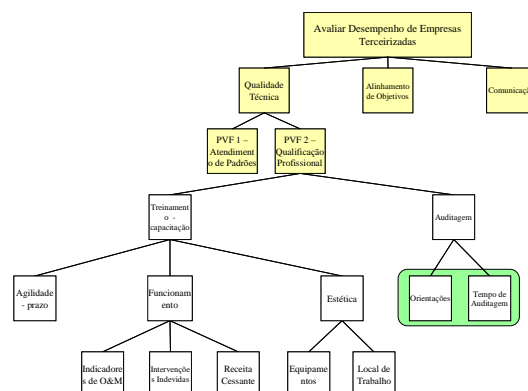 Avaliar Desempenho de Empresas
Terceirizadas
Qualidade
Técnica
Alinhamento
de Objetivos
Comunicaçã
PVF 1 –
Atendiment
o de Padrões
PVF 2 –
Qualificação
Profissional
Treinament
o -
capacitação
Auditagem
Agilidade
- prazo
Funcionam
ento
Estética
Orientações
Tempo de
Auditagem
Indicadore
s de O&M
Intervençõe
s Indevidas
Receita
Cessante
Equipame
ntos
Local de
Trabalho